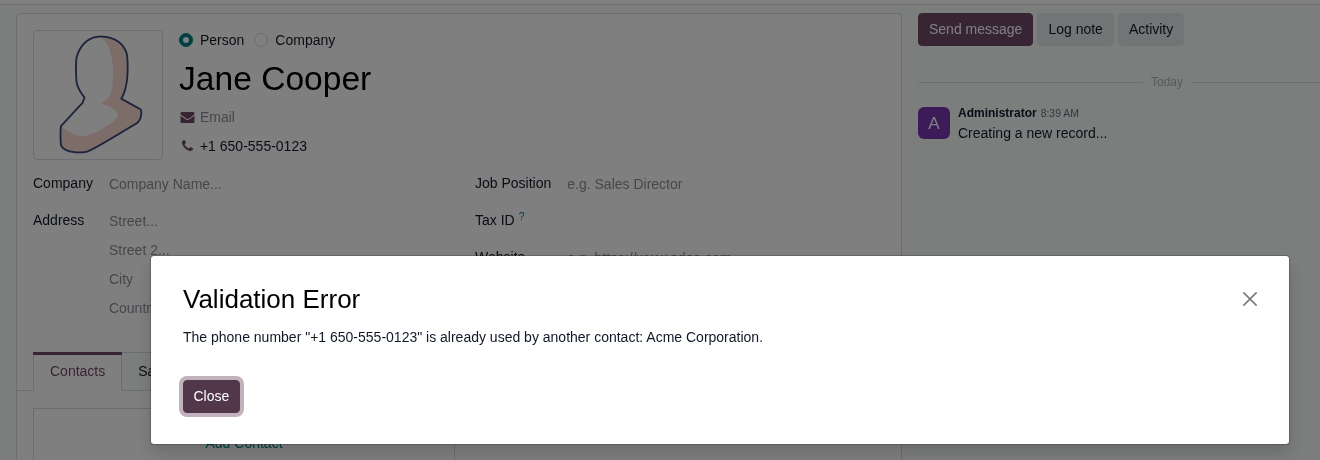 Person Company
Jane Cooper
Email
+1 650-555-0123
Company Company Name...
Job Position e.g. Sales Director
Address Street...
Tax ID ?
Street 2...
City
Contacts
Send message Log note Activity
Today
A
Administrator 8:39 AM
Creating a new record...
Validation Error
The phone number "+1 650-555-0123" is already used by another contact: Acme Corporation.
Close